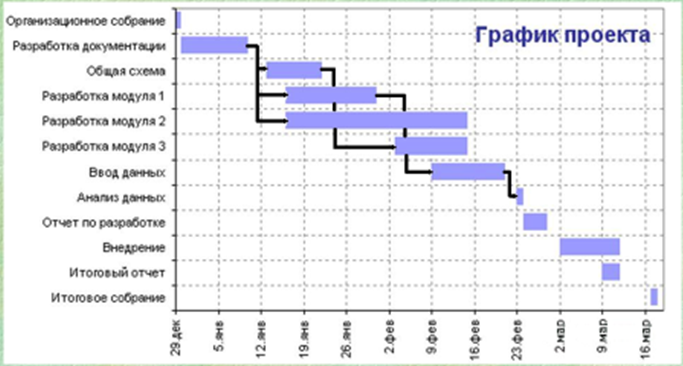 График проекта
Организационное собрание
Разработка документации
Общая схема
Разработка модуля 1
Разработка модуля 2
Разработка модуля 3
Ввод данных
Анализ данных
Отчет по разработке
Внедрение
Итоговый отчет
Итоговое собрание
29.дек
5.янв
12.янв
19.янв
26.янв
2.фев
9.фев
16.фев
23.фев
2.мар
9.мар
16.мар